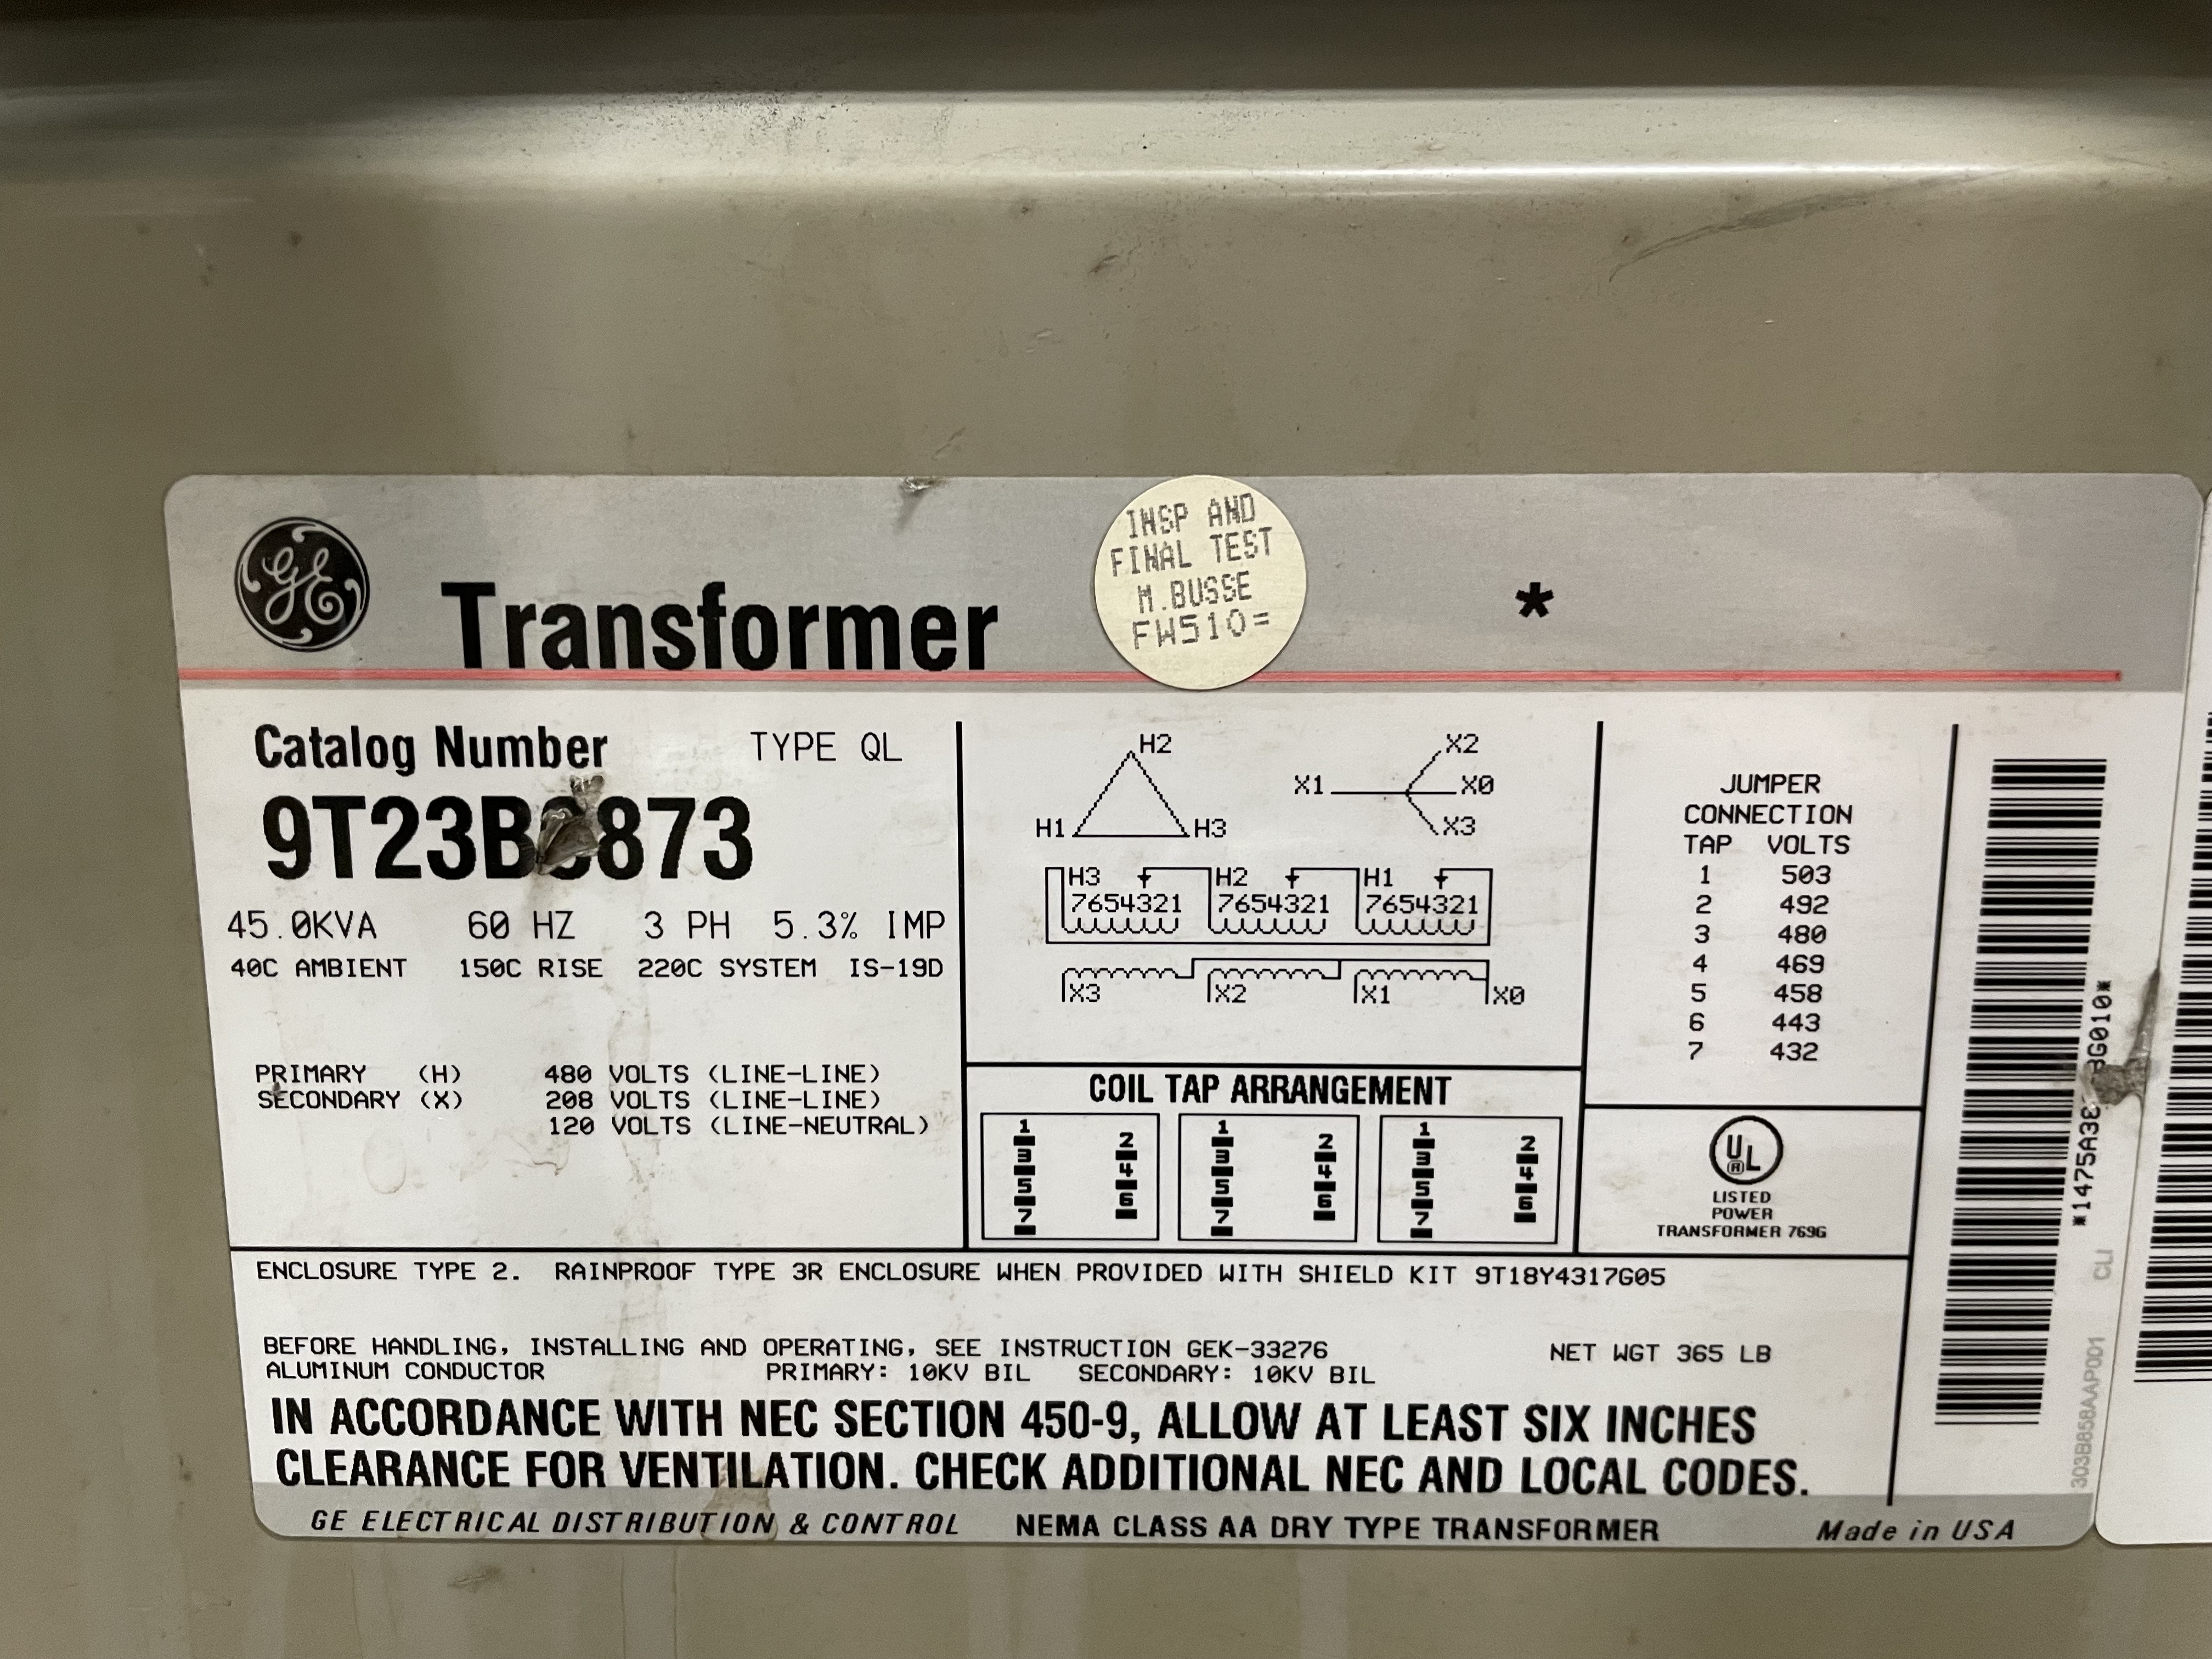 GE
Transformer
INSP AND
FINAL TEST
M.BUSSE
FW510=
*
Catalog Number
TYPE QL
45.0KVA 60 HZ 3 PH 5.3% IMP
40C AMBIENT 150C RISE 220C SYSTEM IS-19D
PRIMARY (H) 480 VOLTS (LINE-LINE)
SECONDARY (X) 208 VOLTS (LINE-LINE)
120 VOLTS (LINE-NEUTRAL)
H2
H1 H3
X2
X1 X0
X3
H3 H2 H1
7654321 7654321 7654321
X3 X2 X1 X0
COIL TAP ARRANGEMENT
1 2 1 2 1 2
3 4 3 4 3 4
5 6 5 6 5 6
7 7 7
JUMPER
CONNECTION
TAP VOLTS
1 503
2 492
3 480
4 469
5 458
6 443
7 432
UL
®
LISTED
POWER
TRANSFORMER 769G
ENCLOSURE TYPE 2. RAINPROOF TYPE 3R ENCLOSURE WHEN PROVIDED WITH SHIELD KIT 9T18Y4317G05
BEFORE HANDLING, INSTALLING AND OPERATING, SEE INSTRUCTION GEK-33276
NET WGT 365 LB
ALUMINUM CONDUCTOR PRIMARY: 10KV BIL SECONDARY: 10KV BIL
IN ACCORDANCE WITH NEC SECTION 450-9, ALLOW AT LEAST SIX INCHES
CLEARANCE FOR VENTILATION. CHECK ADDITIONAL NEC AND LOCAL CODES.
GE ELECTRICAL DISTRIBUTION & CONTROL NEMA CLASS AA DRY TYPE TRANSFORMER Made in USA
303B858AAP001 CLI